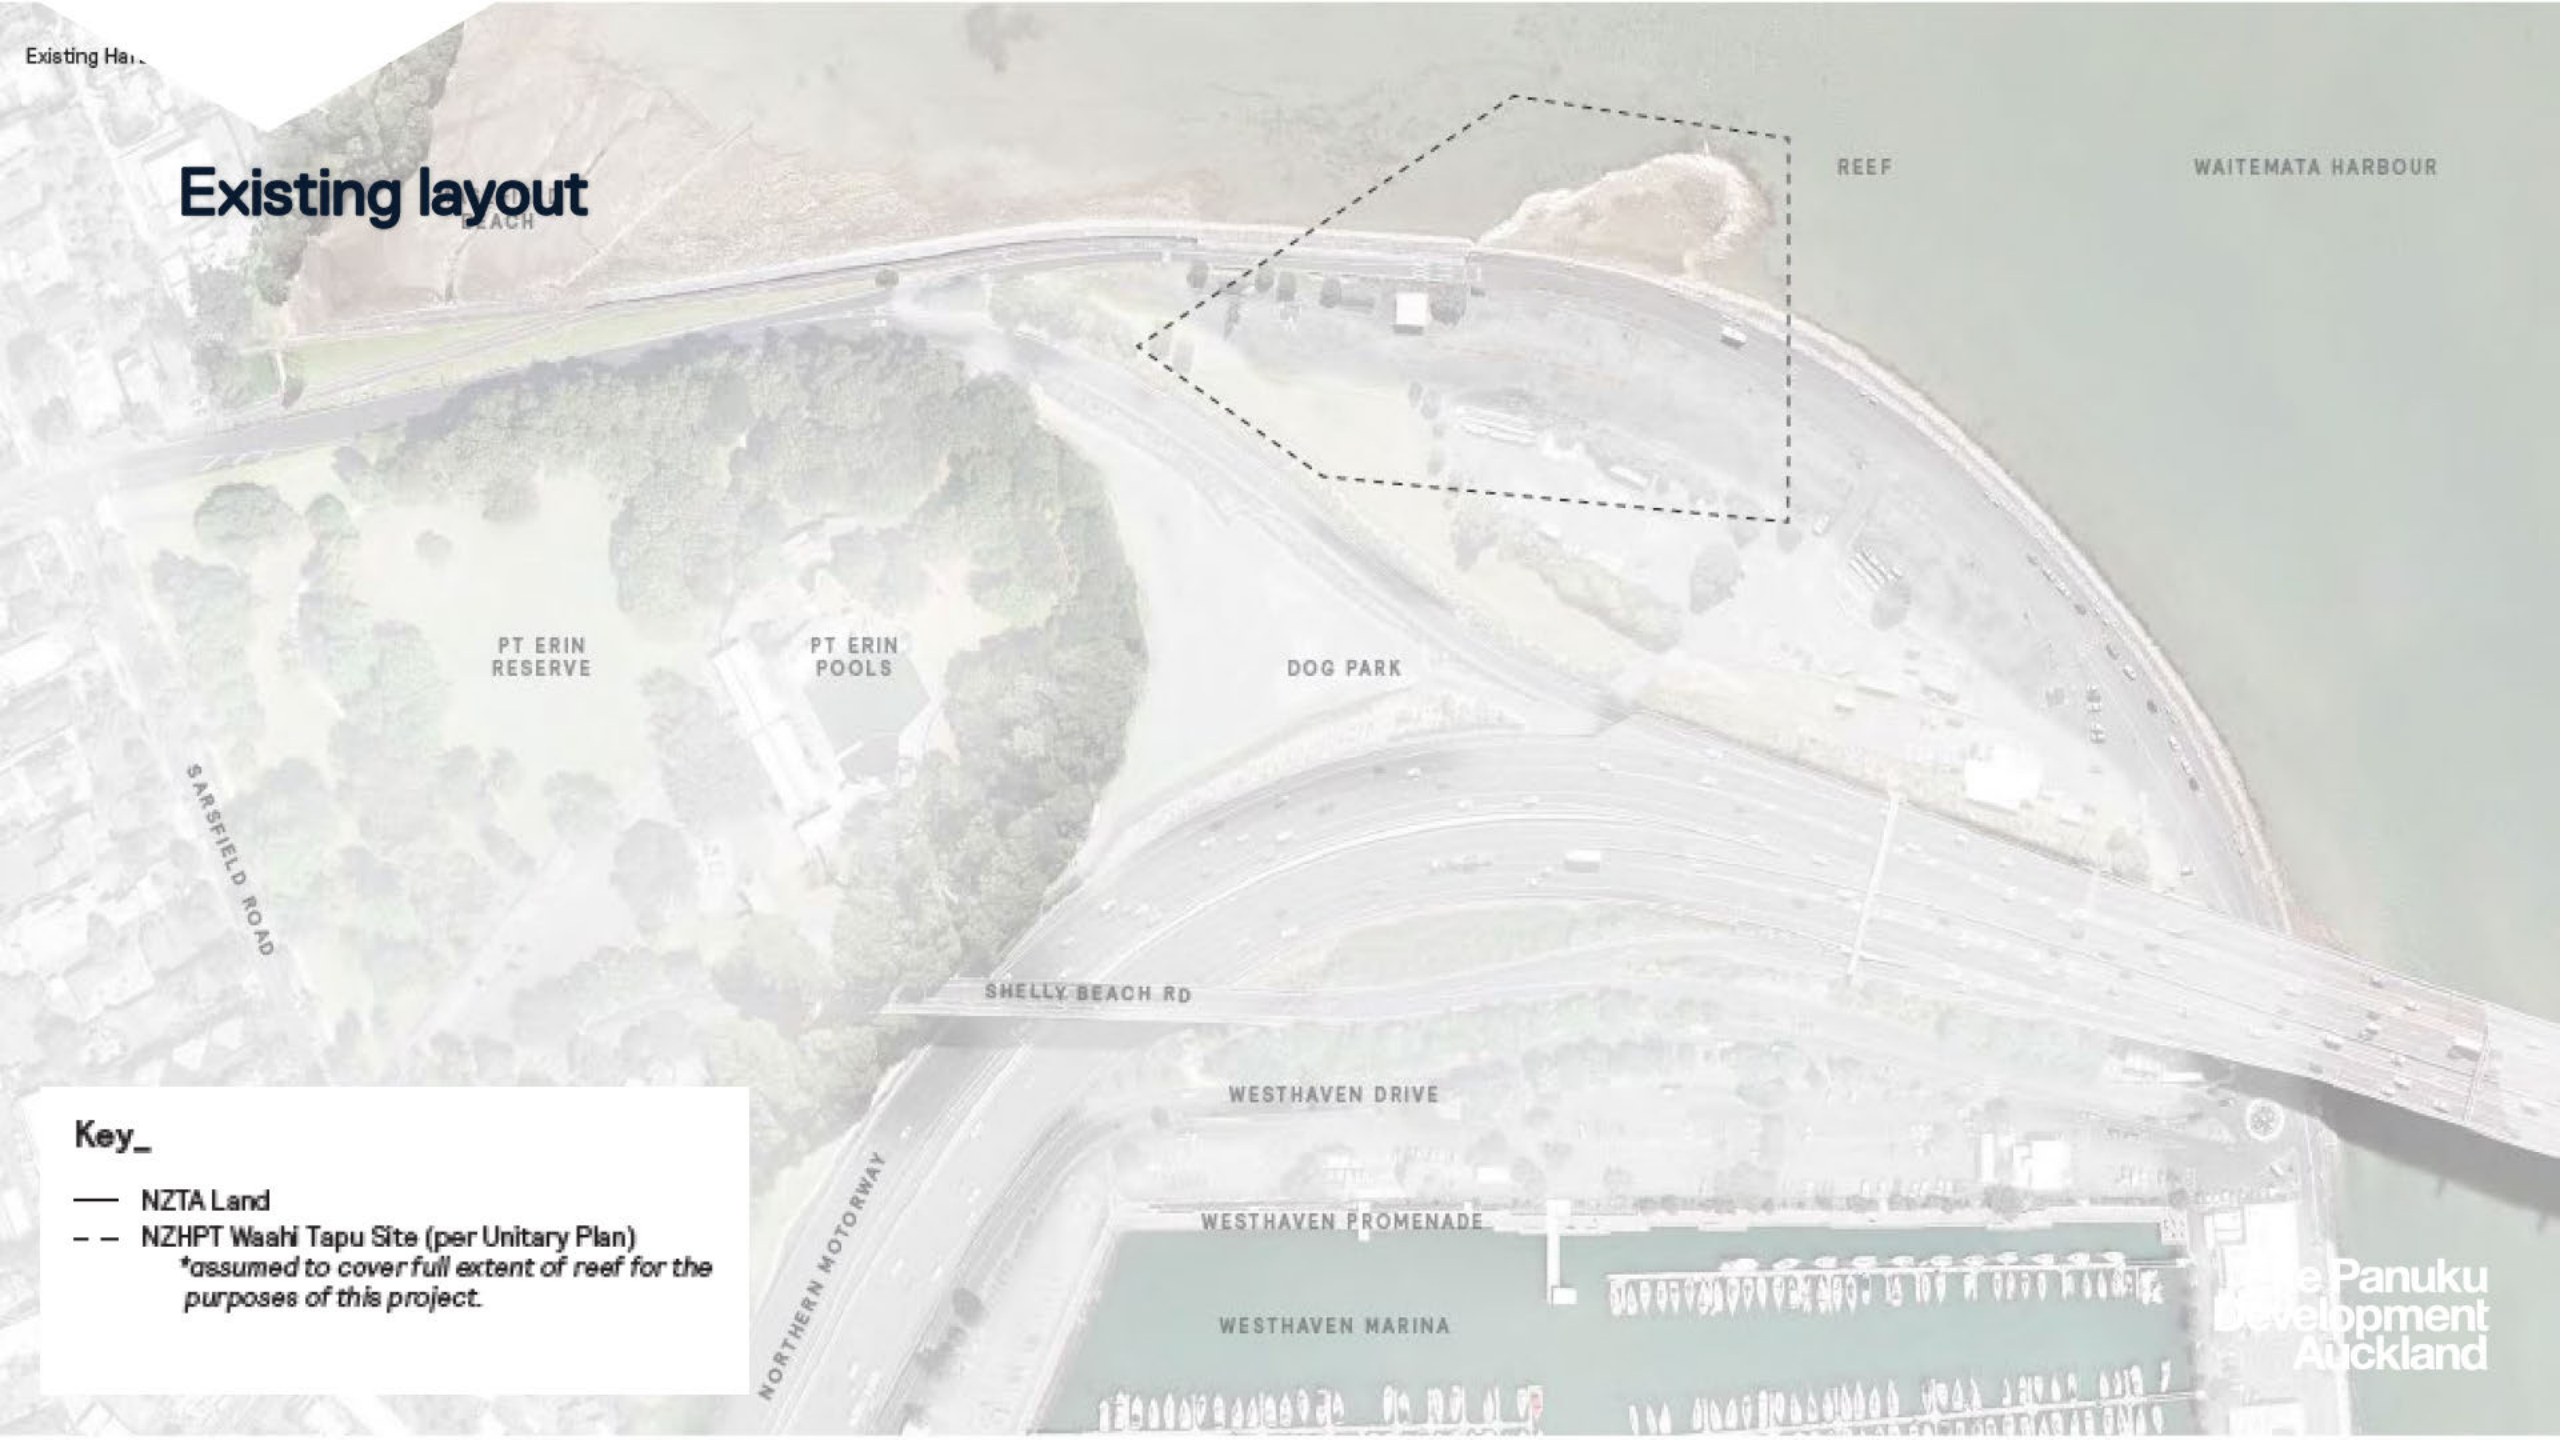 Existing
Existing layout
BEACH
REEF
WAITEMATA HARBOUR
PT ERIN
RESERVE
PT ERIN
POOLS
DOG PARK
SARSFIELD ROAD
SHELLY BEACH RD
WESTHAVEN DRIVE
NORTHERN MOTORWAY
WESTHAVEN PROMENADE
WESTHAVEN MARINA
Key_
NZTA Land
NZHPT Waahi Tapu Site (per Unitary Plan)
*assumed to cover full extent of reef for the
purposes of this project.
Panuku
Development
Auckland